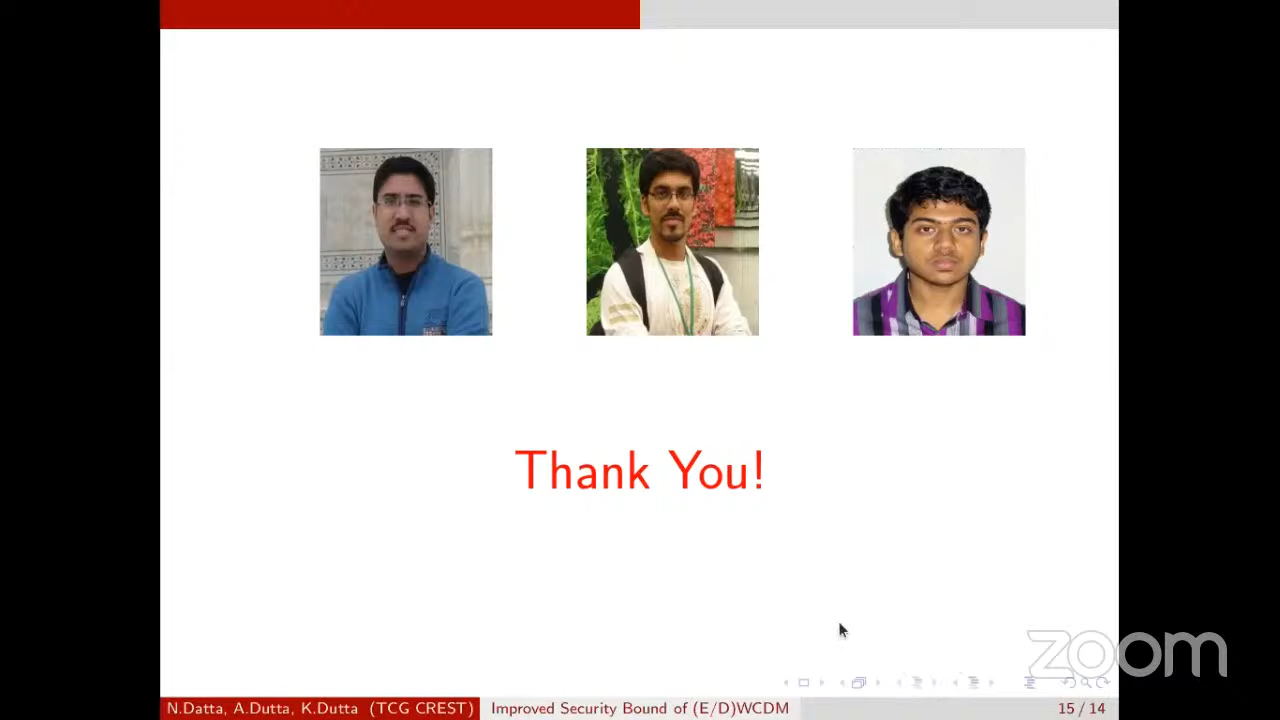 Thank You!
zoom
N.Datta, A.Dutta, K.Dutta (TCG CREST) Improved Security Bound of (E/D)WCDM 15 / 14